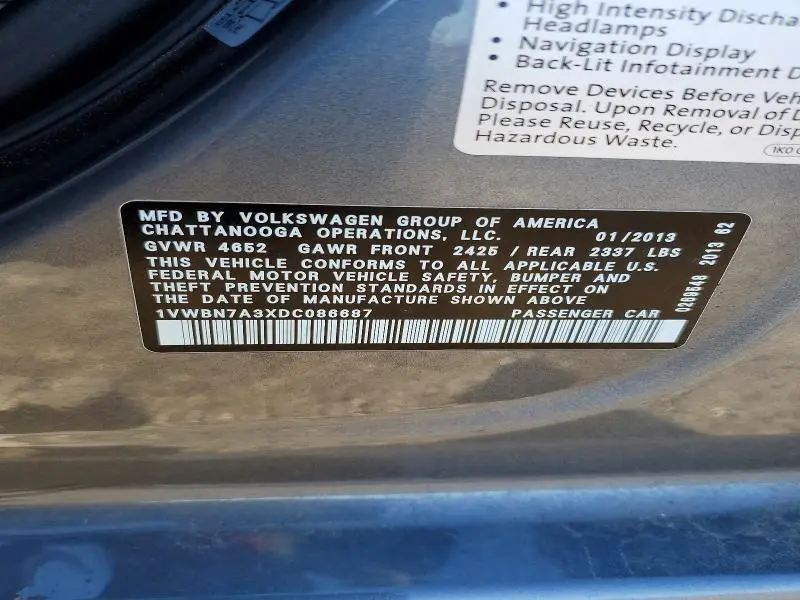 • High Intensity
Headlamps
• Navigation Display
• Back-Lit Infotainment
Remove Devices Before
Disposal. Upon Removal of
Please Reuse, Recycle, or
Hazardous Waste.
1K0
MFD BY VOLKSWAGEN GROUP OF AMERICA
CHATTANOOGA OPERATIONS, LLC. 01/2013
GVWR 4652 GAWR FRONT 2425 / REAR 2337 LBS
THIS VEHICLE CONFORMS TO ALL APPLICABLE U.S.
FEDERAL MOTOR VEHICLE SAFETY, BUMPER AND
THEFT PREVENTION STANDARDS IN EFFECT ON
THE DATE OF MANUFACTURE SHOWN ABOVE
1VWBN7A3XDC086687 PASSENGER CAR
0269548 2013 62